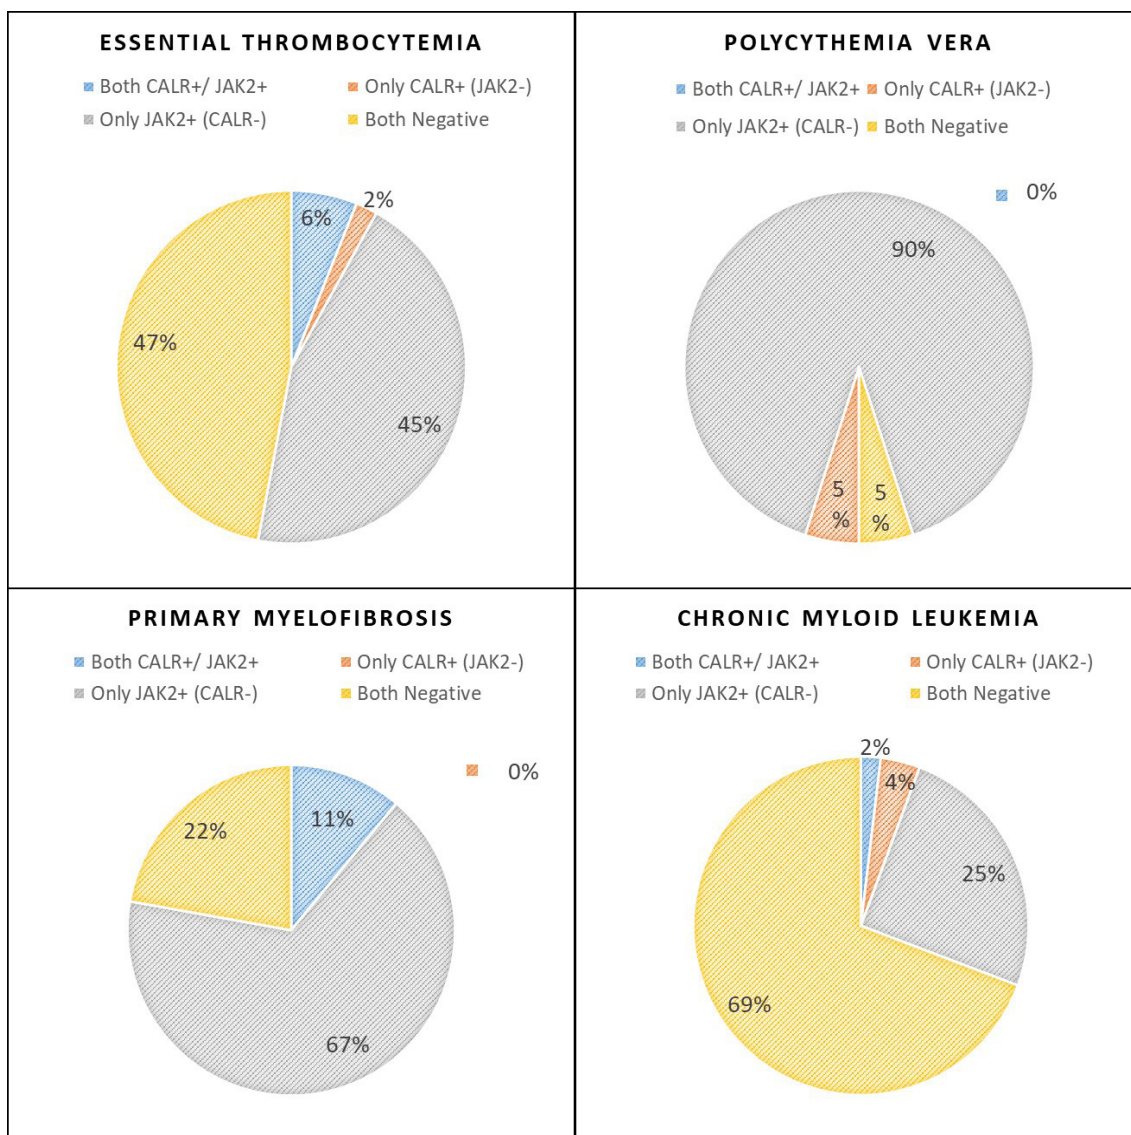 ESSENTIAL THROMBOCYTEMIA
Both CALR+/ JAK2+ Only CALR+ (JAK2-)
Only JAK2+ (CALR-) Both Negative
2%
6%
47%
45%
POLYCYTHEMIA VERA
Both CALR+/ JAK2+ Only CALR+ (JAK2-)
Only JAK2+ (CALR-) Both Negative
0%
90%
5
%
5
%
PRIMARY MYELOFIBROSIS
Both CALR+/ JAK2+ Only CALR+ (JAK2-)
Only JAK2+ (CALR-) Both Negative
0%
11%
22%
67%
CHRONIC MYLOID LEUKEMIA
Both CALR+/ JAK2+ Only CALR+ (JAK2-)
Only JAK2+ (CALR-) Both Negative
2%
4%
25%
69%